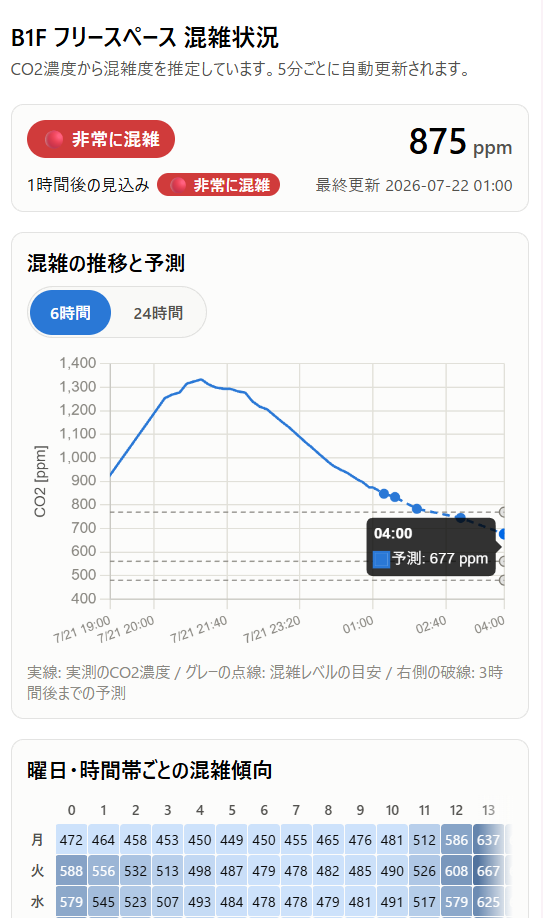 B1F フリースペース 混雑状況
CO2濃度から混雑度を推定しています。5分ごとに自動更新されます。
非常に混雑
875 ppm
1時間後の見込み 非常に混雑 最終更新 2026-07-22 01:00
混雑の推移と予測
6時間 24時間
1,400
1,300
1,200
1,100
1,000
900
800
700
600
500
400
CO2 [ppm]
04:00
予測: 677 ppm
7/21 19:00 7/21 20:00 7/21 21:40 7/21 23:20 01:00 02:40 04:00
実線: 実測のCO2濃度 / グレーの点線: 混雑レベルの目安 / 右側の破線: 3時
間後までの予測
曜日・時間帯ごとの混雑傾向
0 1 2 3 4 5 6 7 8 9 10 11 12 13
月 472 464 458 453 450 449 450 455 465 476 481 512 586 637
火 588 556 532 513 498 487 479 478 482 485 490 526 608 667
水 579 545 523 507 493 484 478 478 479 481 491 517 579 625